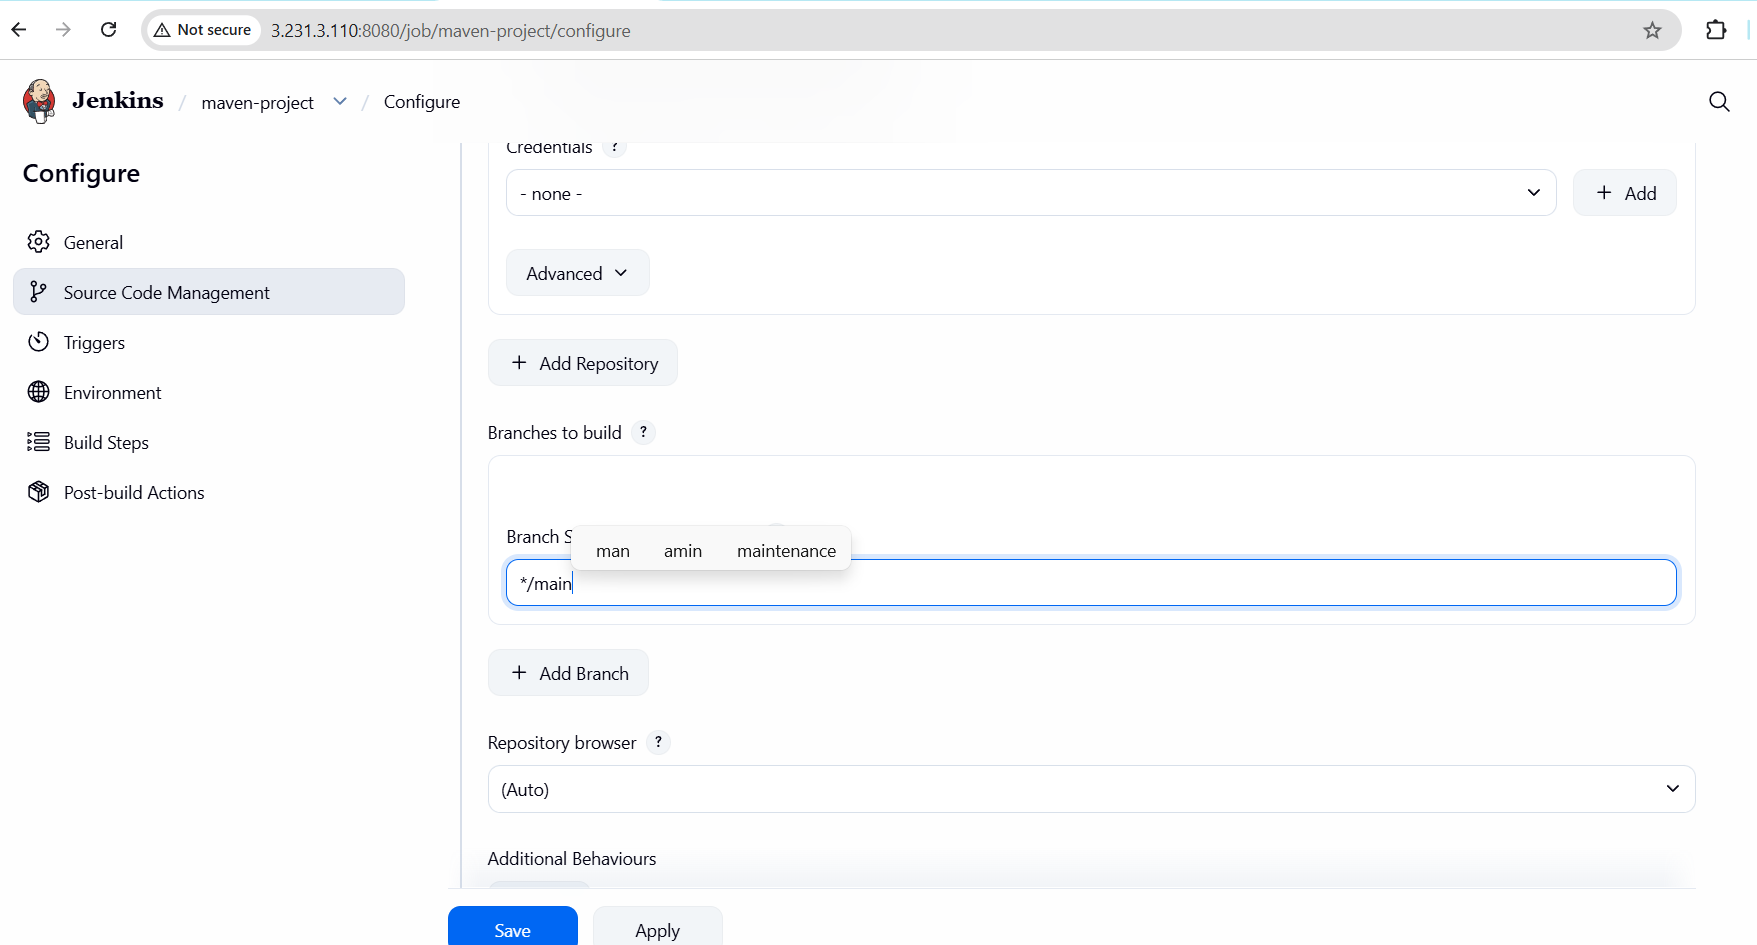 Not secure 3.231.3.110:8080/job/maven-project/configure
Jenkins / maven-project / Configure
Configure
General
Source Code Management
Triggers
Environment
Build Steps
Post-build Actions
Credentials ?
- none -
+ Add
Advanced
+ Add Repository
Branches to build ?
Branch S
man amin maintenance
*/main
+ Add Branch
Repository browser ?
(Auto)
Additional Behaviours
Save Apply